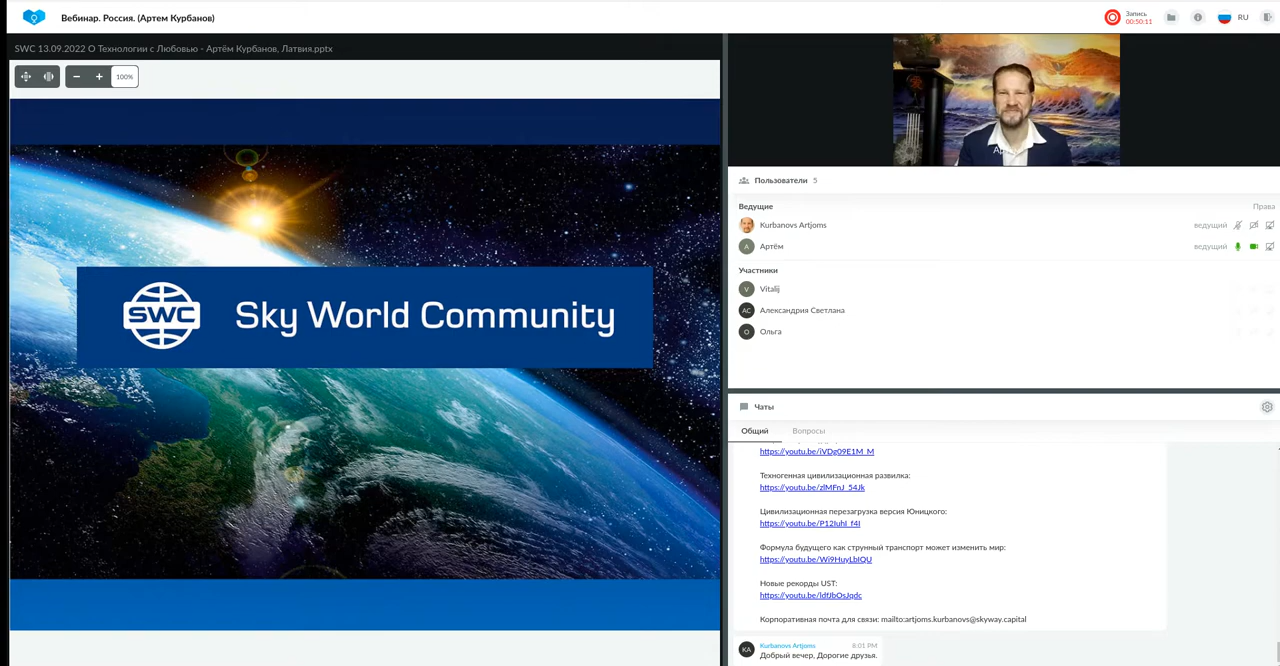 Вебинар. Россия. (Артем Курбанов)
Запись
00:50:11
RU
SWC 13.09.2022 О Технологии с Любовью - Артём Курбанов, Латвия.pptx
100%
SWC
Sky World Community
Пользователи 5
Ведущие
Права
Kurbanovs Artjoms
ведущий
А
Артём
ведущий
Участники
V
Vitalij
АС
Александрия Светлана
О
Ольга
Чаты
Общий
Вопросы
https://youtu.be/iVDg09E1M_M
Техногенная цивилизационная развилка:
https://youtu.be/zlMFnJ_54Jk
Цивилизационная перезагрузка версия Юницкого:
https://youtu.be/P12IuhI_f4I
Формула будущего как струнный транспорт может изменить мир:
https://youtu.be/Wi9HuyLbIQU
Новые рекорды UST:
https://youtu.be/ldfJbOsJqdc
Корпоративная почта для связи: mailto:artjoms.kurbanovs@skyway.capital
KA
Kurbanovs Artjoms
8:01 PM
Добрый вечер, Дорогие друзья.